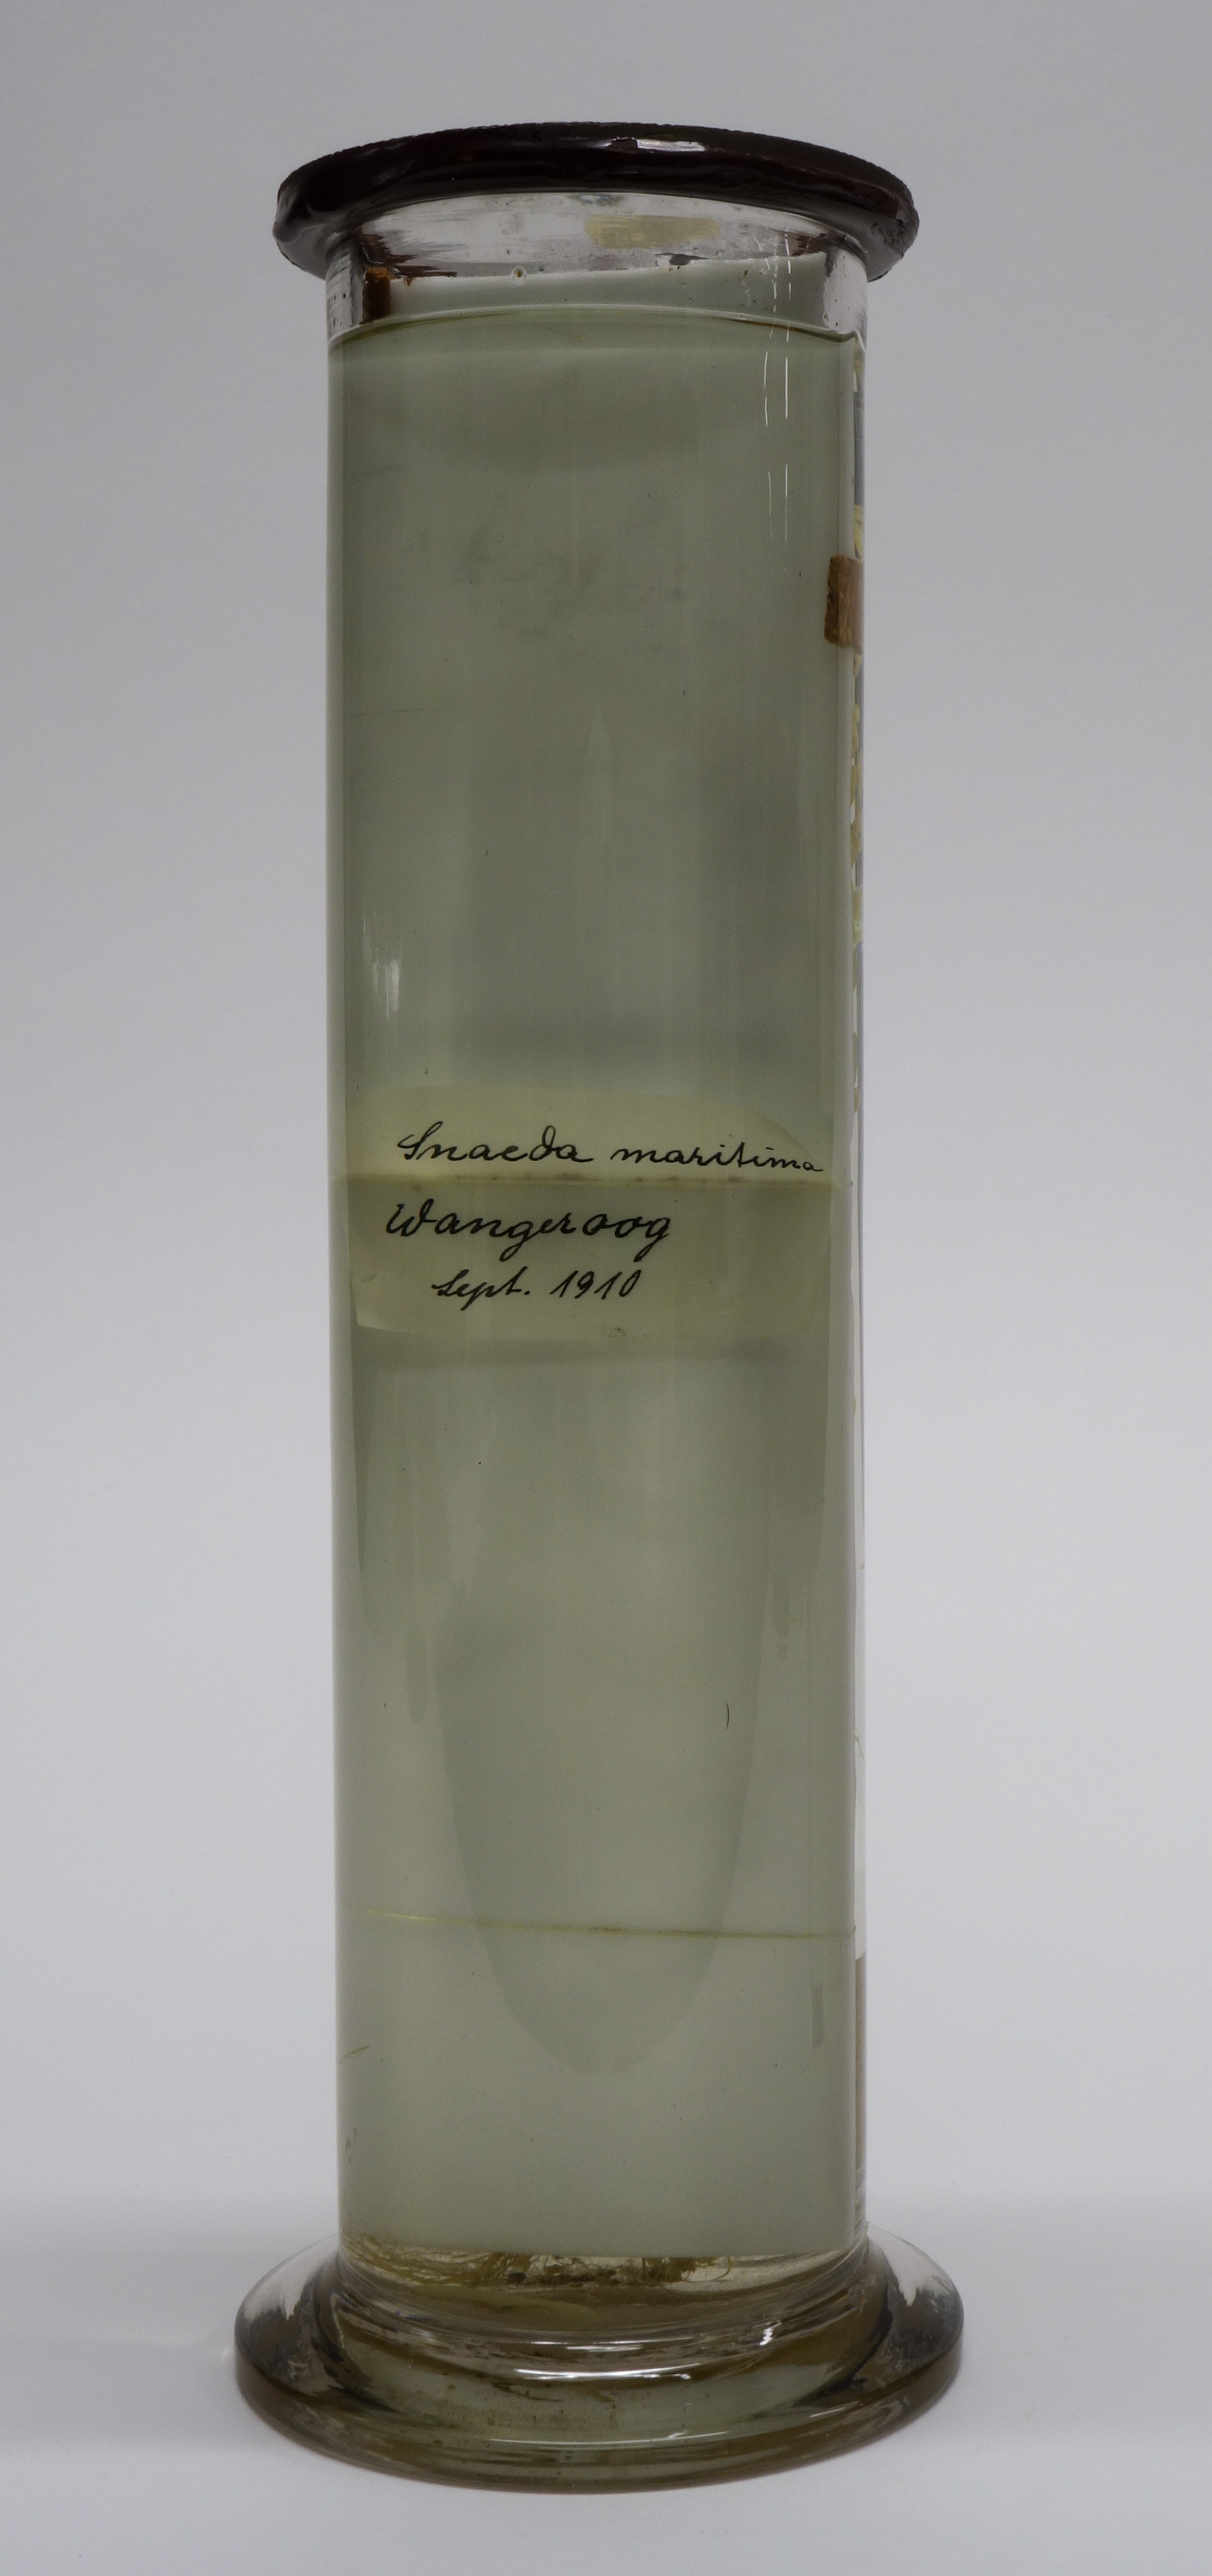 Suaeda maritima
Wangeroog
Sept. 1910